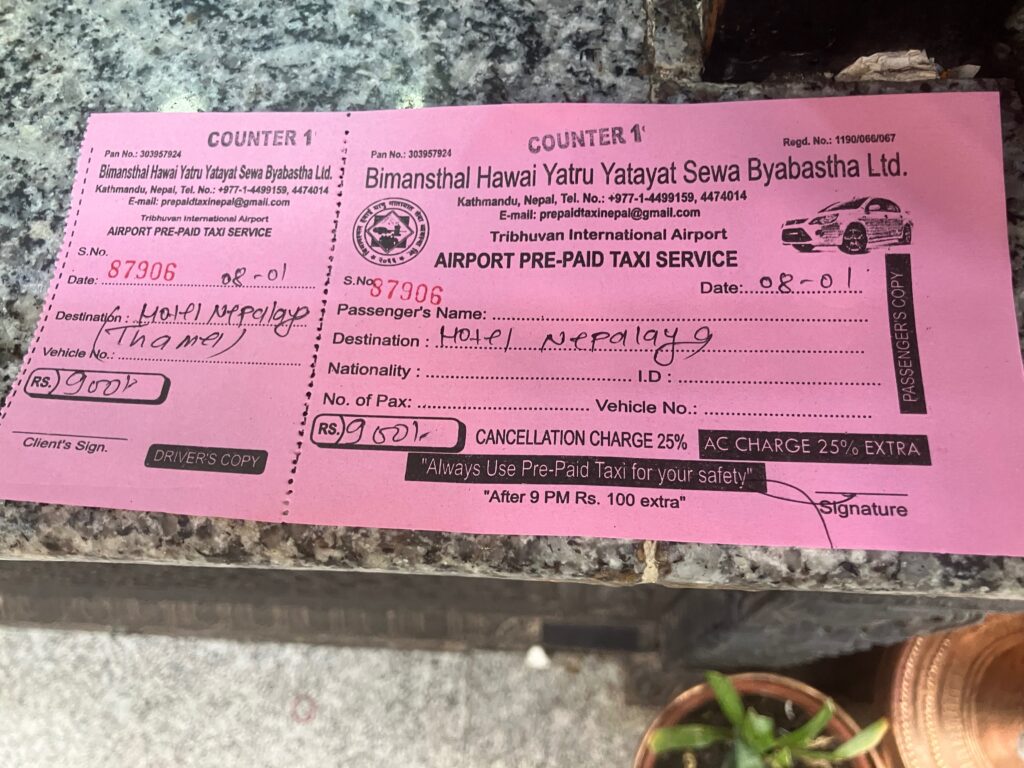 COUNTER 1
Pan No.: 303957924
Bimansthal Hawai Yatru Yatayat Sewa Byabastha Ltd.
Kathmandu, Nepal, Tel. No.: +977-1-4499159, 4474014
E-mail: prepaidtaxinepal@gmail.com
Tribhuvan International Airport
AIRPORT PRE-PAID TAXI SERVICE
S.No.
87906
Date: 08-01
Destination : Hotel Nepalaya
(Thamel)
Vehicle No.:
RS. 900/-
Client's Sign.
DRIVER'S COPY
COUNTER 1
Pan No.: 303957924
Regd. No.: 1190/066/067
Bimansthal Hawai Yatru Yatayat Sewa Byabastha Ltd.
Kathmandu, Nepal, Tel. No.: +977-1-4499159, 4474014
E-mail: prepaidtaxinepal@gmail.com
Tribhuvan International Airport
AIRPORT PRE-PAID TAXI SERVICE
S.No. 87906
Date: 08-01
Passenger's Name:
Destination : Hotel Nepalaya
Nationality : I.D :
No. of Pax: Vehicle No.:
RS. 900/- CANCELLATION CHARGE 25% AC CHARGE 25% EXTRA
"Always Use Pre-Paid Taxi for your safety"
"After 9 PM Rs. 100 extra"
Signature
PASSENGER'S COPY